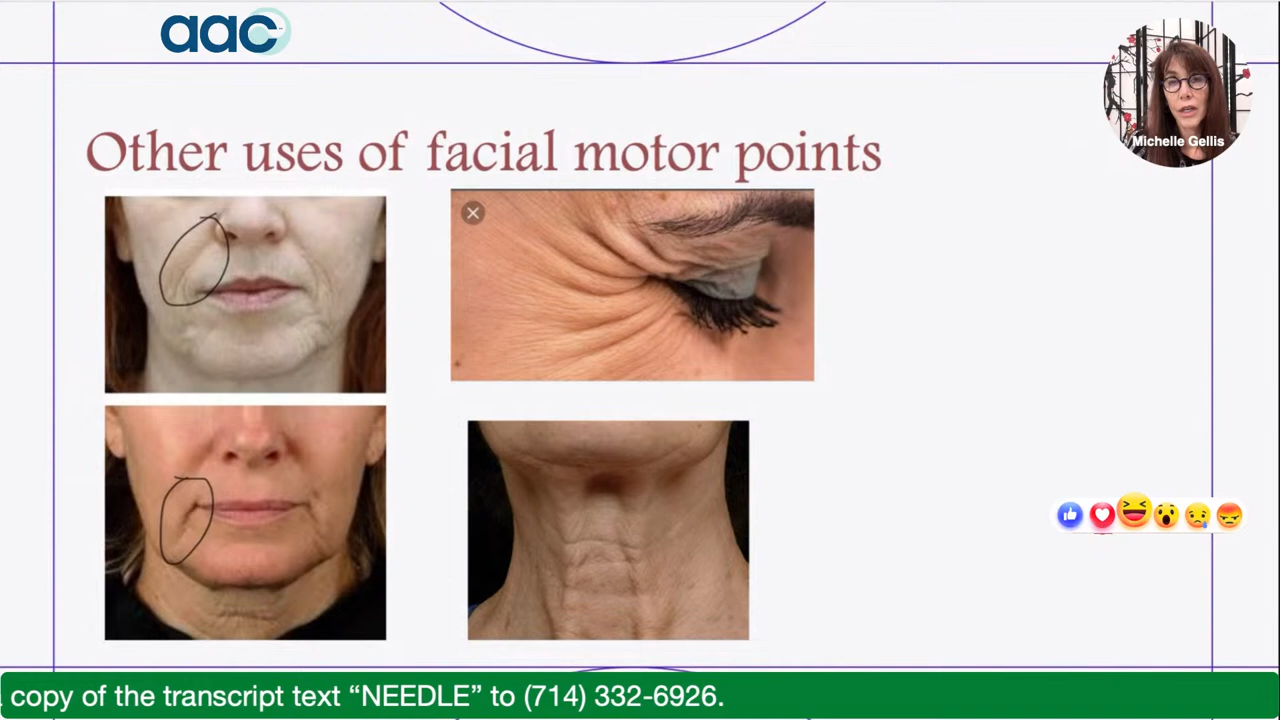 aac
Michelle Gellis
Other uses of facial motor points
copy of the transcript text “NEEDLE” to (714) 332-6926.